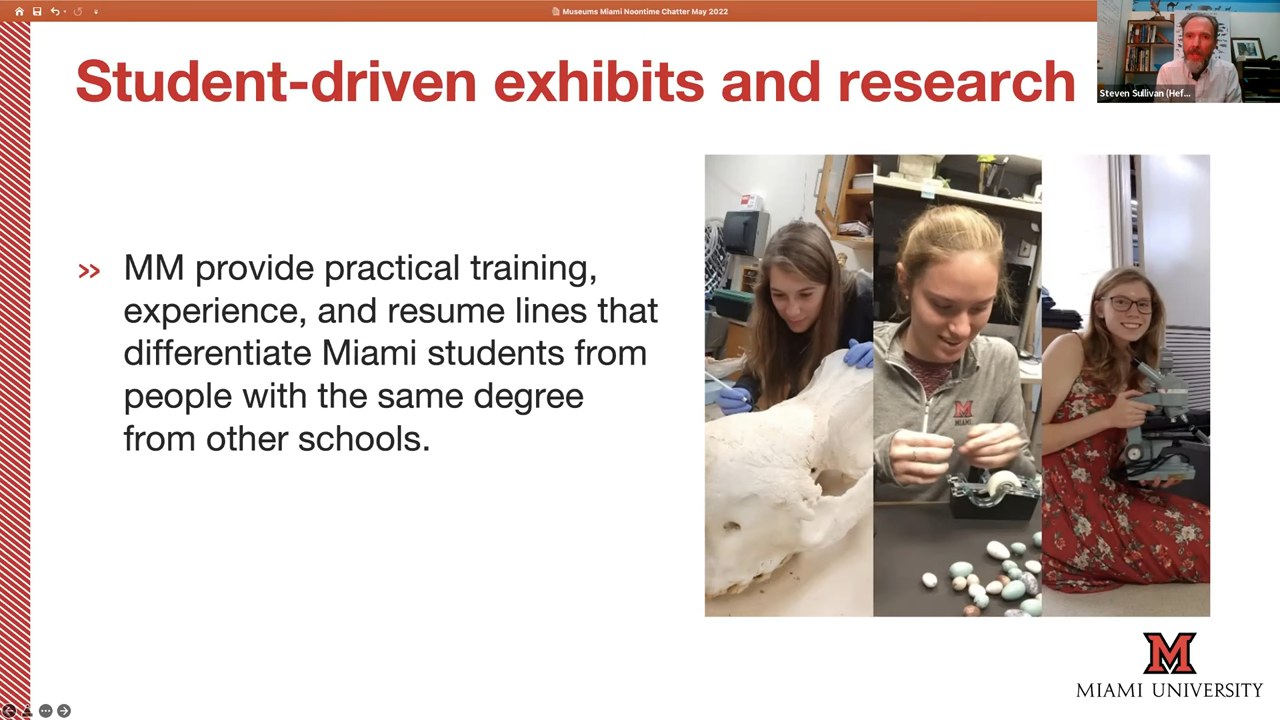 Museums Miami Noontime Chatter May 2022
Student-driven exhibits and research
Steven Sullivan (Hef...
» MM provide practical training,
experience, and resume lines that
differentiate Miami students from
people with the same degree
from other schools.
M
MIAMI
M
MIAMI UNIVERSITY